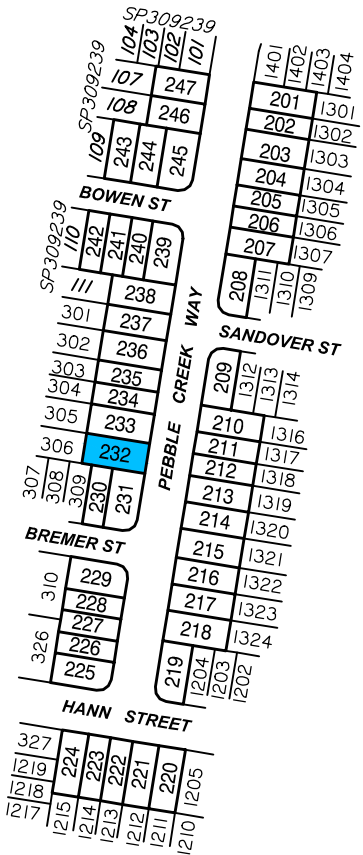 SP309239
104 103 102 101
SP309239
107 247
108 246
109 243 244 245
BOWEN ST
SP309239
110 242 241 240 239
111 238
301 237
302 236
303 235
304 234
305 233
306 232
307 308 309 230 231
BREMER ST
310 229
228
227
326 226
225
HANN STREET
327
1219
1218
1217
224 223 222 221 220 1205
1215 1214 1213 1212 1211 1210
PEBBLE CREEK WAY
1401 1402 1403 1404
201 1301
202 1302
203 1303
204 1304
205 1305
206 1306
207 1307
208 1311 1310 1309
SANDOVER ST
209 1312 1313 1314
210 1316
211 1317
212 1318
213 1319
214 1320
215 1321
216 1322
217 1323
218 1324
219 1204 1203 1202